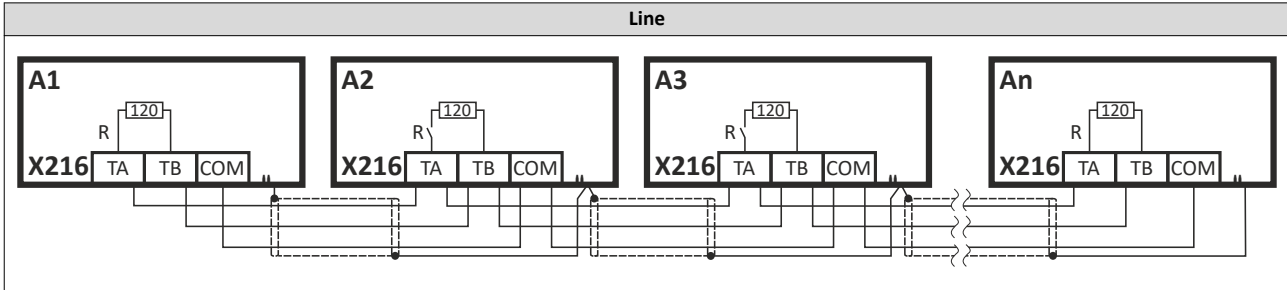 Line
A1 A2 A3 An
120 120 120 120
R R R R
X216 TA TB COM X216 TA TB COM X216 TA TB COM X216 TA TB COM